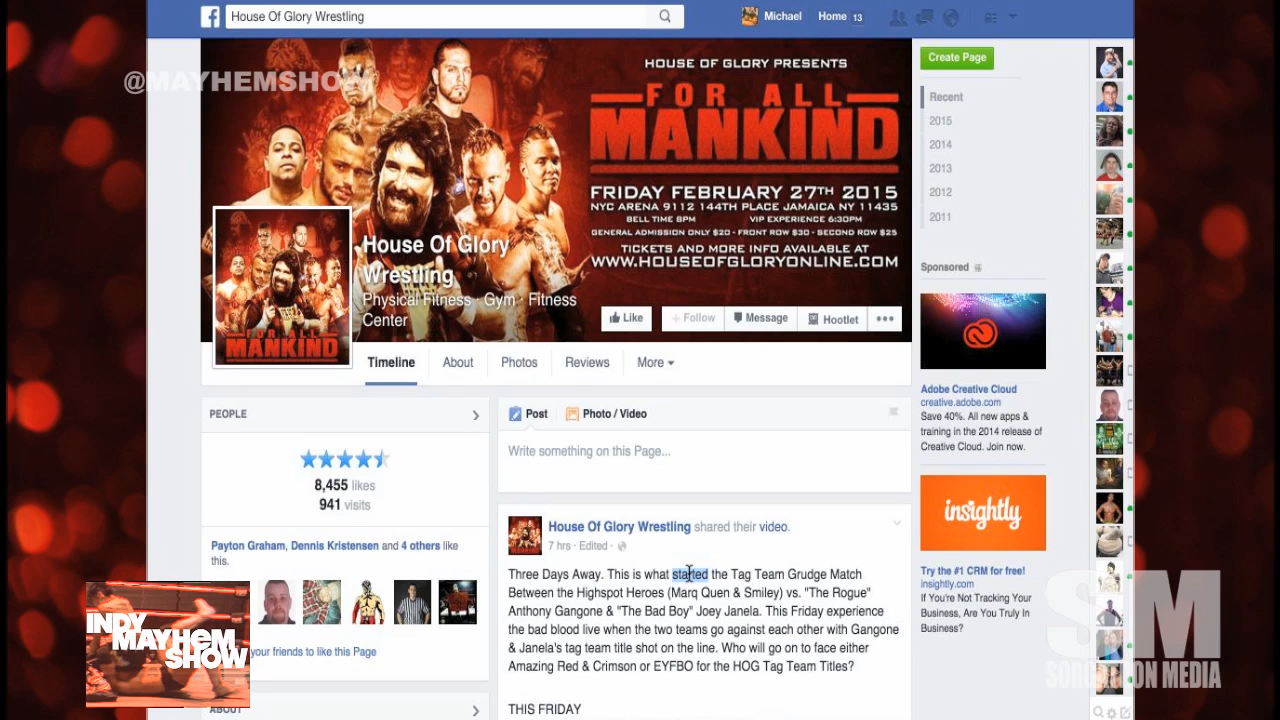 House Of Glory Wrestling
Michael
Home 13
@MAYHEMSHOW
HOUSE OF GLORY PRESENTS
FOR ALL
MANKIND
FRIDAY FEBRUARY 27TH 2015
NYC ARENA 9112 144TH PLACE JAMAICA NY 11435
BELL TIME 8PM VIP EXPERIENCE 6:30PM
GENERAL ADMISSION ONLY $20 - FRONT ROW $30 - SECOND ROW $25
TICKETS AND MORE INFO AVAILABLE AT
WWW.HOUSEOFGLORYONLINE.COM
FOR ALL
MANKIND
House Of Glory
Wrestling
Physical Fitness · Gym · Fitness
Center
Like
+ Follow
Message
Hootlet
Timeline
About
Photos
Reviews
More
Create Page
Recent
2015
2014
2013
2012
2011
PEOPLE
8,455 likes
941 visits
Payton Graham, Dennis Kristensen and 4 others like
this.
your friends to like this Page
ABOUT
Post
Photo / Video
Write something on this Page...
House Of Glory Wrestling shared their video.
7 hrs · Edited ·
Three Days Away. This is what started the Tag Team Grudge Match
Between the Highspot Heroes (Marq Quen & Smiley) vs. "The Rogue"
Anthony Gangone & "The Bad Boy" Joey Janela. This Friday experience
the bad blood live when the two teams go against each other with Gangone
& Janela's tag team title shot on the line. Who will go on to face either
Amazing Red & Crimson or EYFBO for the HOG Tag Team Titles?
THIS FRIDAY
Sponsored
Adobe Creative Cloud
creative.adobe.com
Save 40%. All new apps &
training in the 2014 release of
Creative Cloud. Join now.
insightly
Try the #1 CRM for free!
insightly.com
If You're Not Tracking Your
Business, Are You Truly In
Business?
INDY
MAYHEM
SHOW
SM
MEDIA